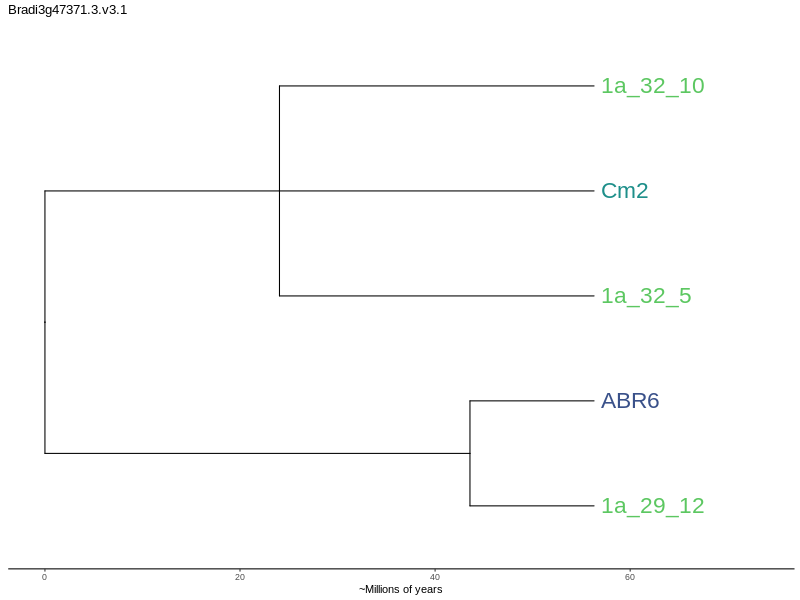 Bradi3g47371.3.v3.1
1a_32_10
Cm2
1a_32_5
ABR6
1a_29_12
0 20 40 60
~Millions of years